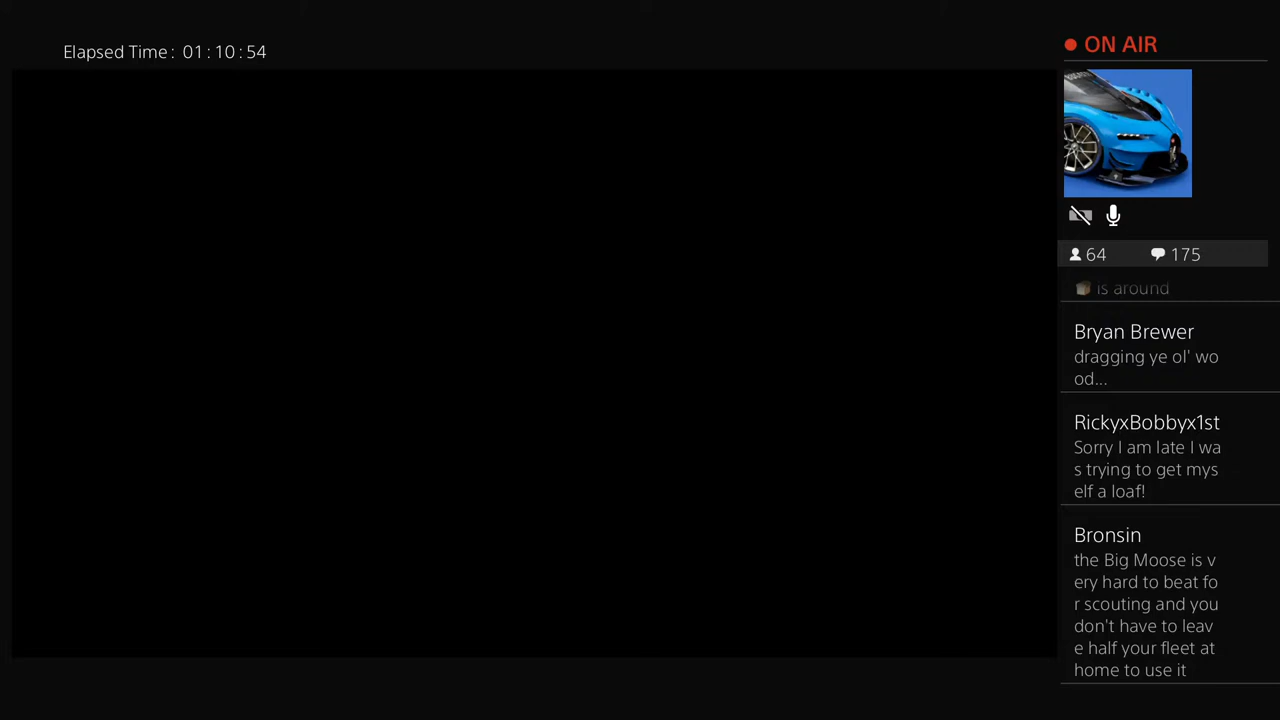 Elapsed Time: 01:10:54
ON AIR
64 175
is around
Bryan Brewer
dragging ye ol' wo
od...
RickyxBobbyx1st
Sorry I am late I wa
s trying to get mys
elf a loaf!
Bronsin
the Big Moose is v
ery hard to beat fo
r scouting and you
don't have to leav
e half your fleet at
home to use it